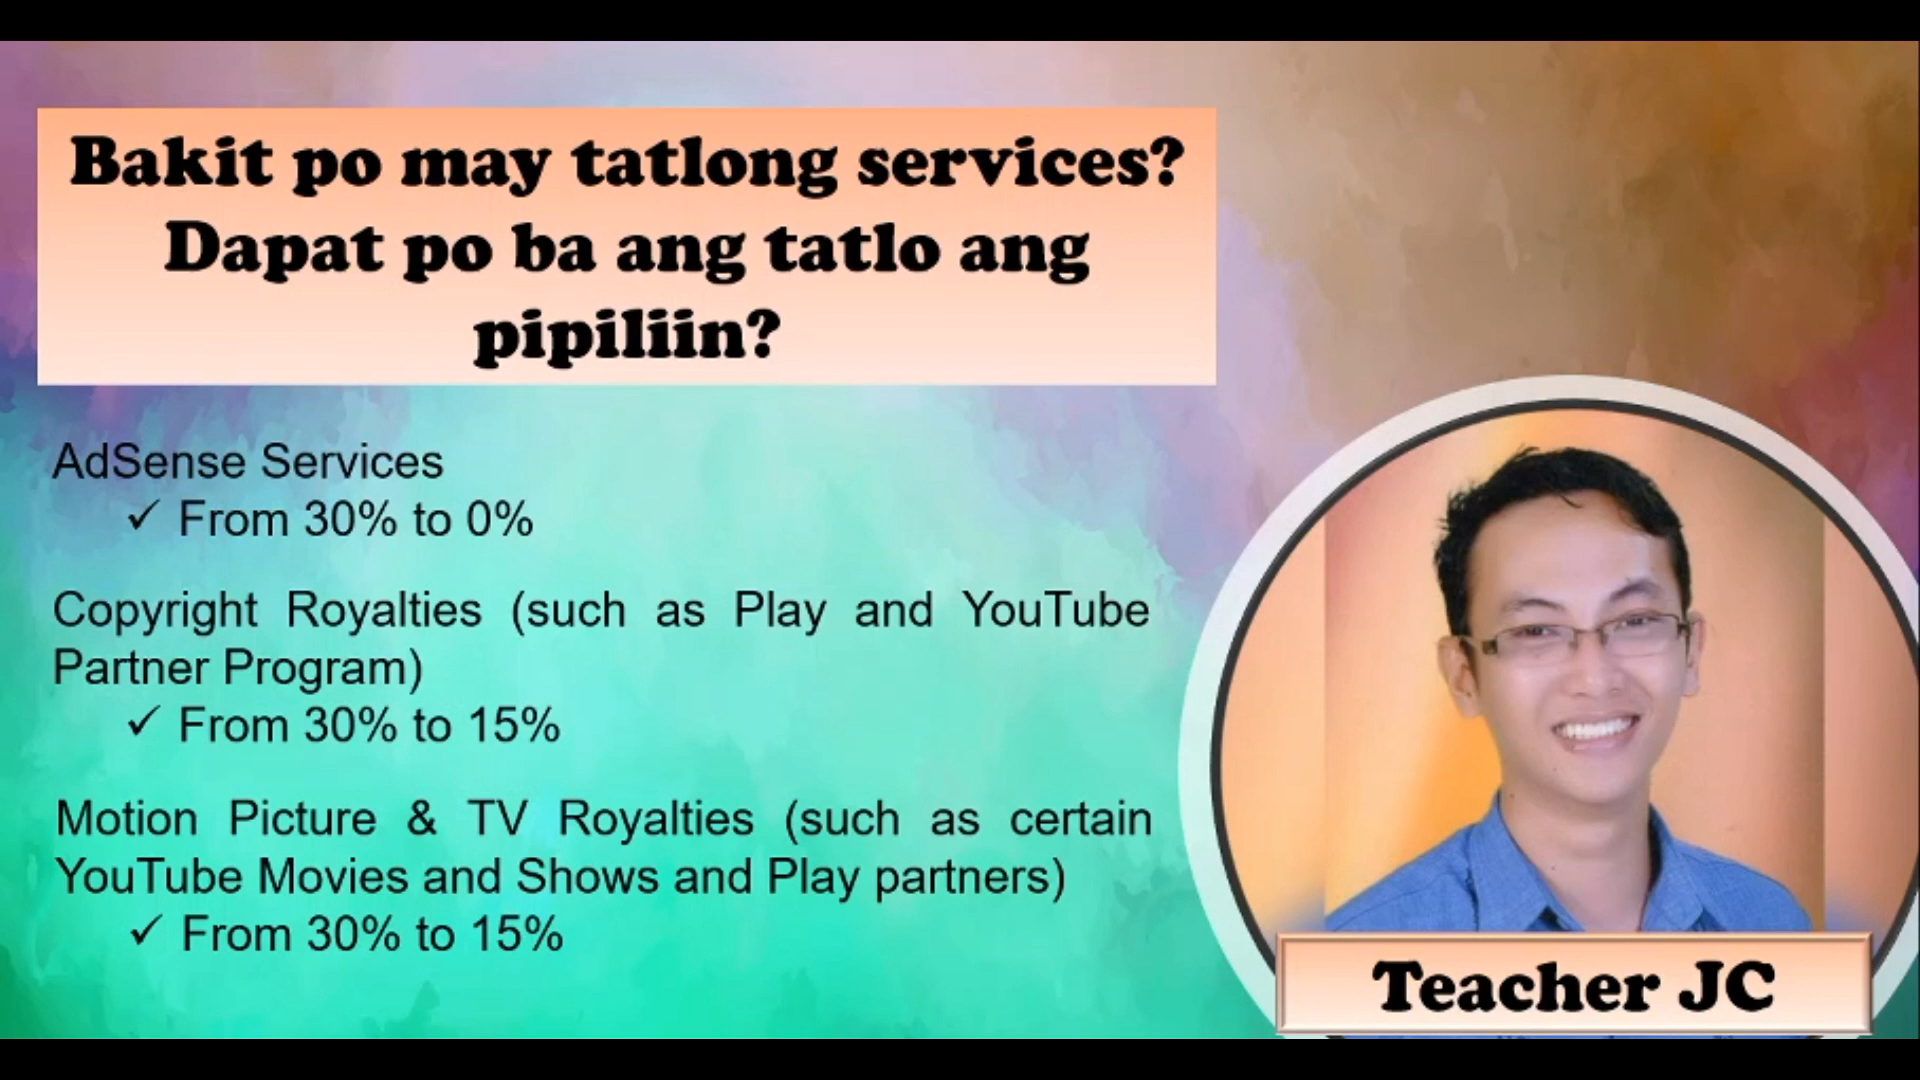 Bakit po may tatlong services?
Dapat po ba ang tatlo ang
pipiliin?
AdSense Services
✓ From 30% to 0%
Copyright Royalties (such as Play and YouTube
Partner Program)
✓ From 30% to 15%
Motion Picture & TV Royalties (such as certain
YouTube Movies and Shows and Play partners)
✓ From 30% to 15%
Teacher JC